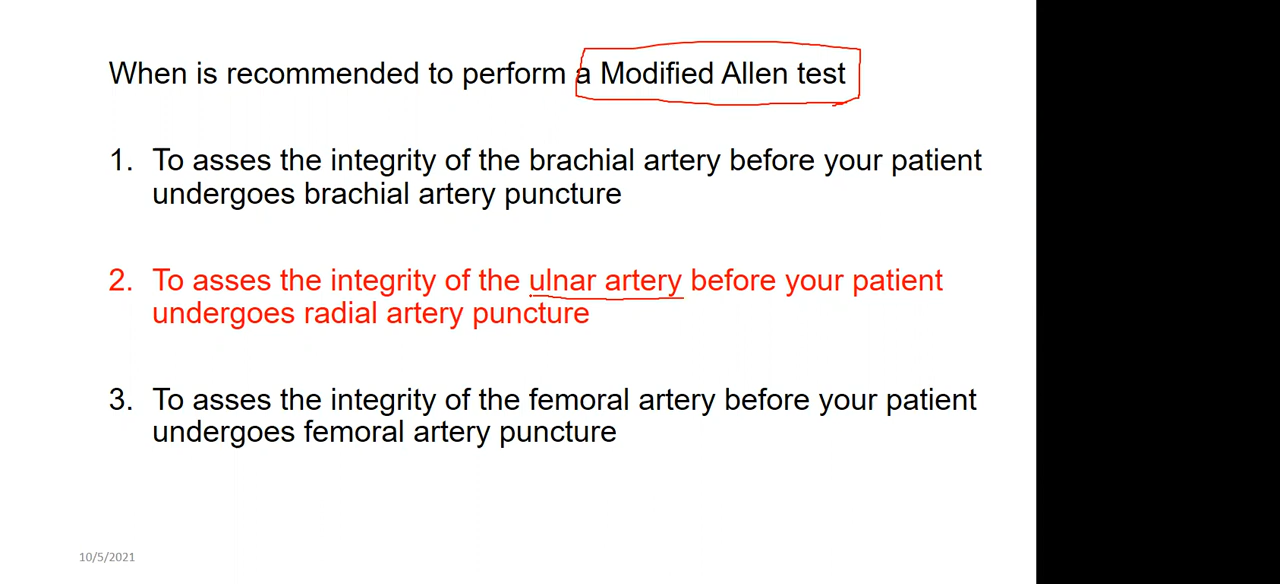 When is recommended to perform a Modified Allen test
1. To asses the integrity of the brachial artery before your patient
undergoes brachial artery puncture
2. To asses the integrity of the ulnar artery before your patient
undergoes radial artery puncture
3. To asses the integrity of the femoral artery before your patient
undergoes femoral artery puncture
10/5/2021